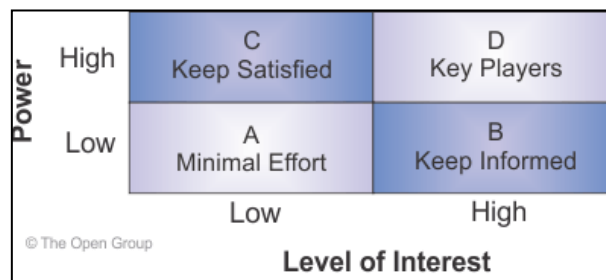 Power
High
C
Keep Satisfied
D
Key Players
Low
A
Minimal Effort
B
Keep Informed
Low
High
© The Open Group
Level of Interest